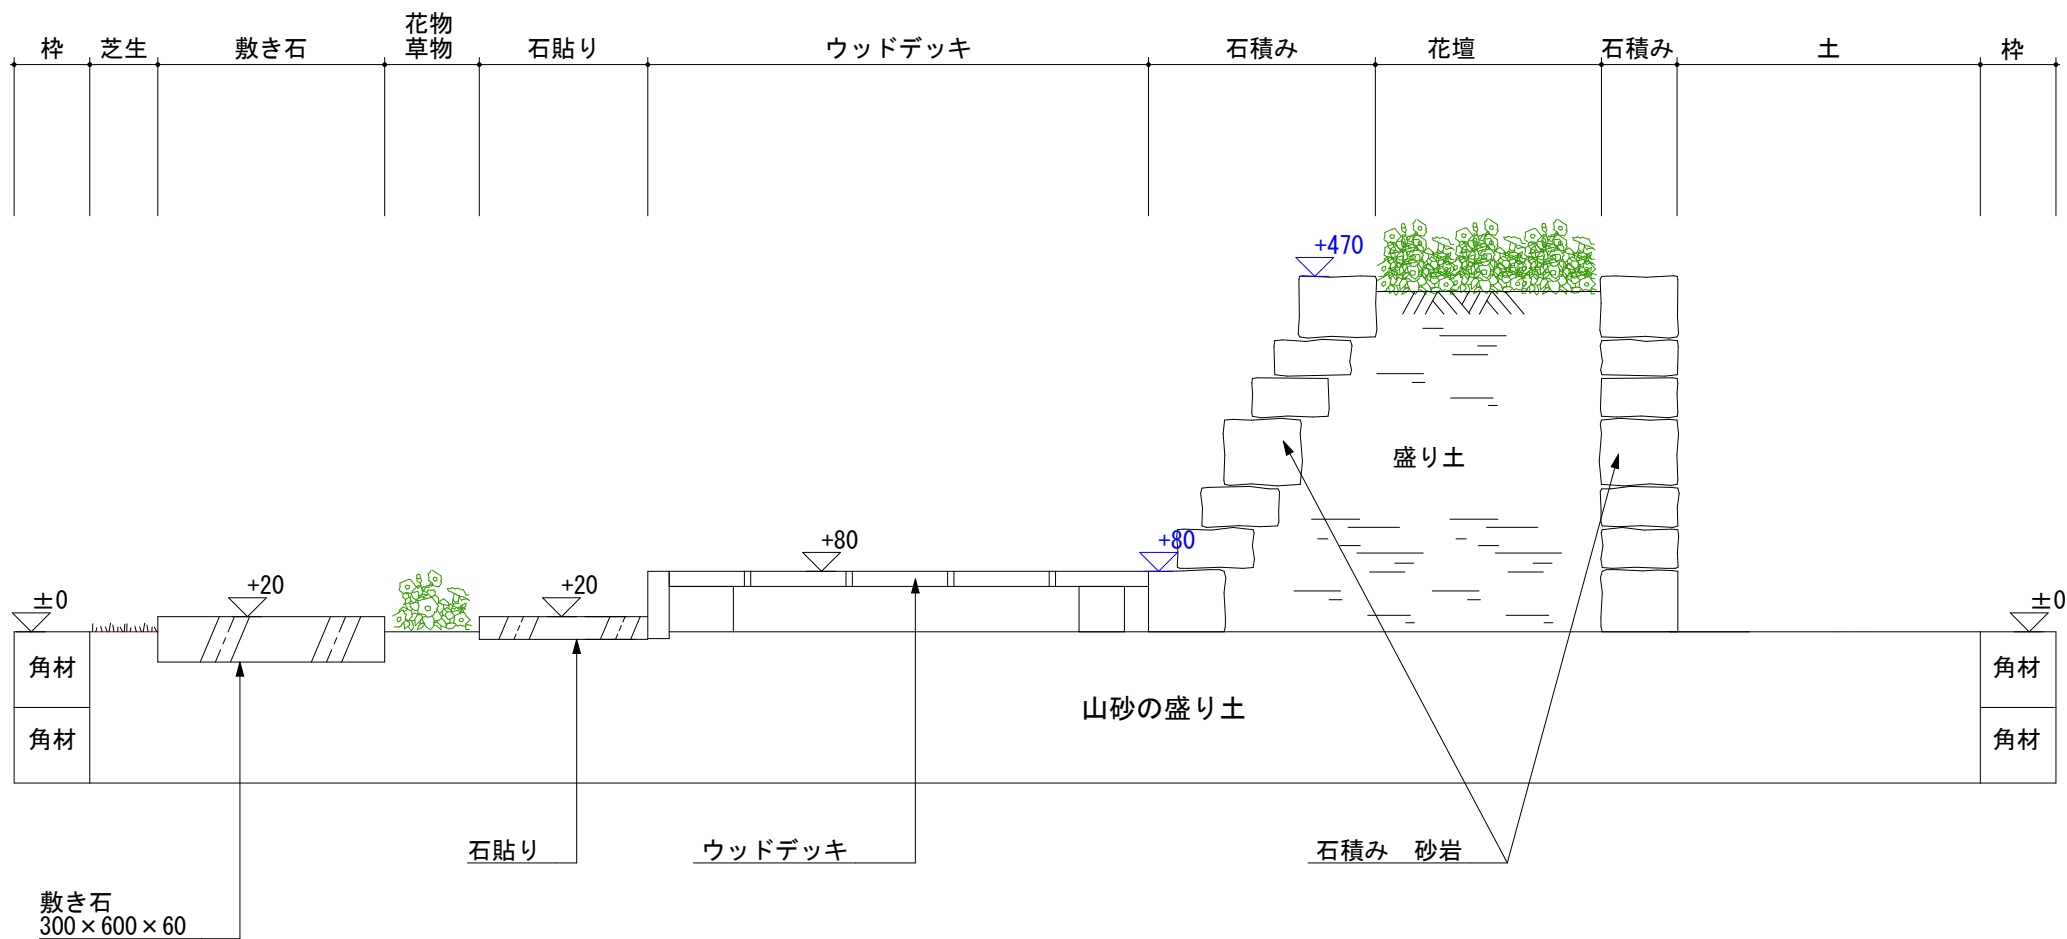 枠
芝生
敷き石
花物
草物
石貼り
ウッドデッキ
石積み
花壇
石積み
土
枠
+470
盛り土
+80
+80
+20
+20
±0
±0
角材
角材
角材
角材
山砂の盛り土
石貼り
ウッドデッキ
石積み　砂岩
敷き石
300×600×60